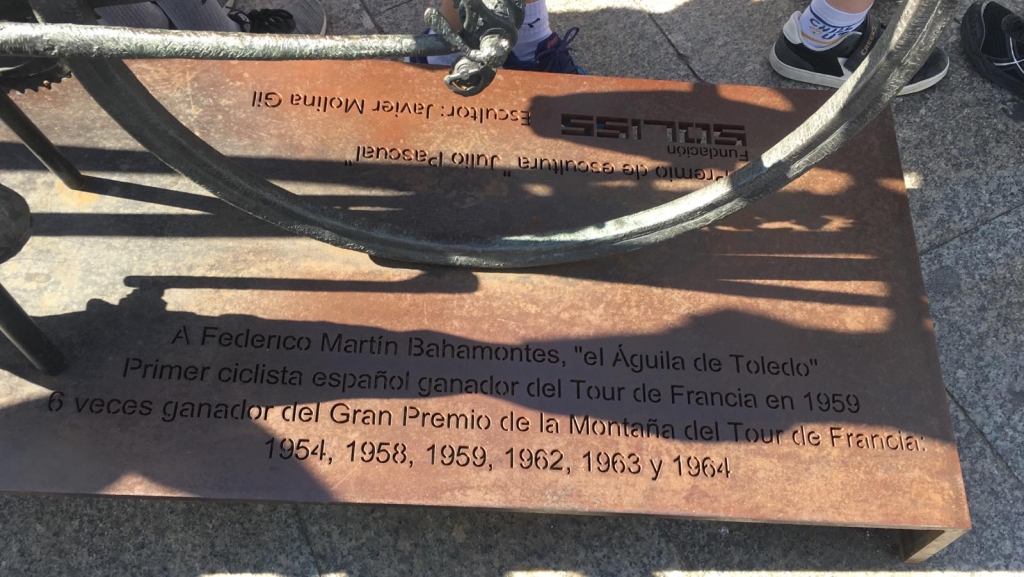 A Federico Martín Bahamontes, "el Águila de Toledo"
Primer ciclista español ganador del Tour de Francia en 1959
6 veces ganador del Gran Premio de la Montaña del Tour de Francia:
1954, 1958, 1959, 1962, 1963 y 1964
Premio de escultura "Julio Pascual"
Fundación
SOLISS
Escultor: Javier Molina Gil